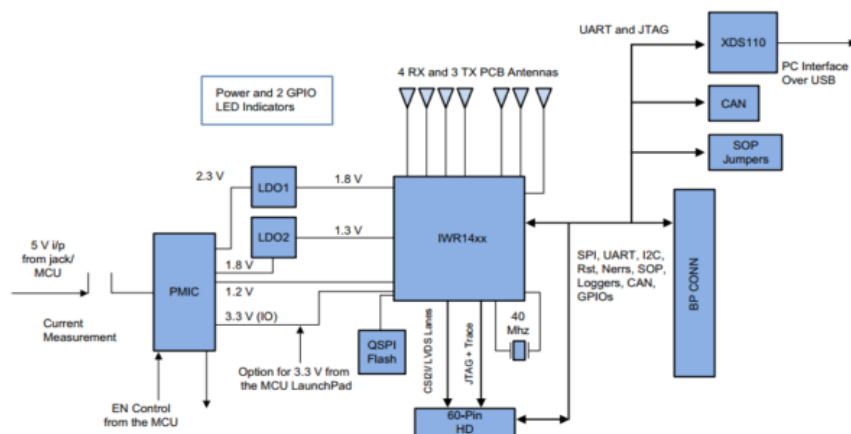 UART and JTAG
XDS110
PC Interface
Over USB
4 RX and 3 TX PCB Antennas
Power and 2 GPIO
LED Indicators
CAN
SOP
Jumpers
2.3 V
LDO1
1.8 V
LDO2
1.3 V
IWR14xx
5 V i/p
from jack/
MCU
1.8 V
PMIC
1.2 V
3.3 V (IO)
Current
Measurement
SPI, UART, I2C,
Rst, Nerrs, SOP,
Loggers, CAN,
GPIOs
BP CONN
QSPI
Flash
CSI2/ LVDS Lanes
JTAG + Trace
40
Mhz
Option for 3.3 V from
the MCU LaunchPad
EN Control
from the MCU
60-Pin
HD